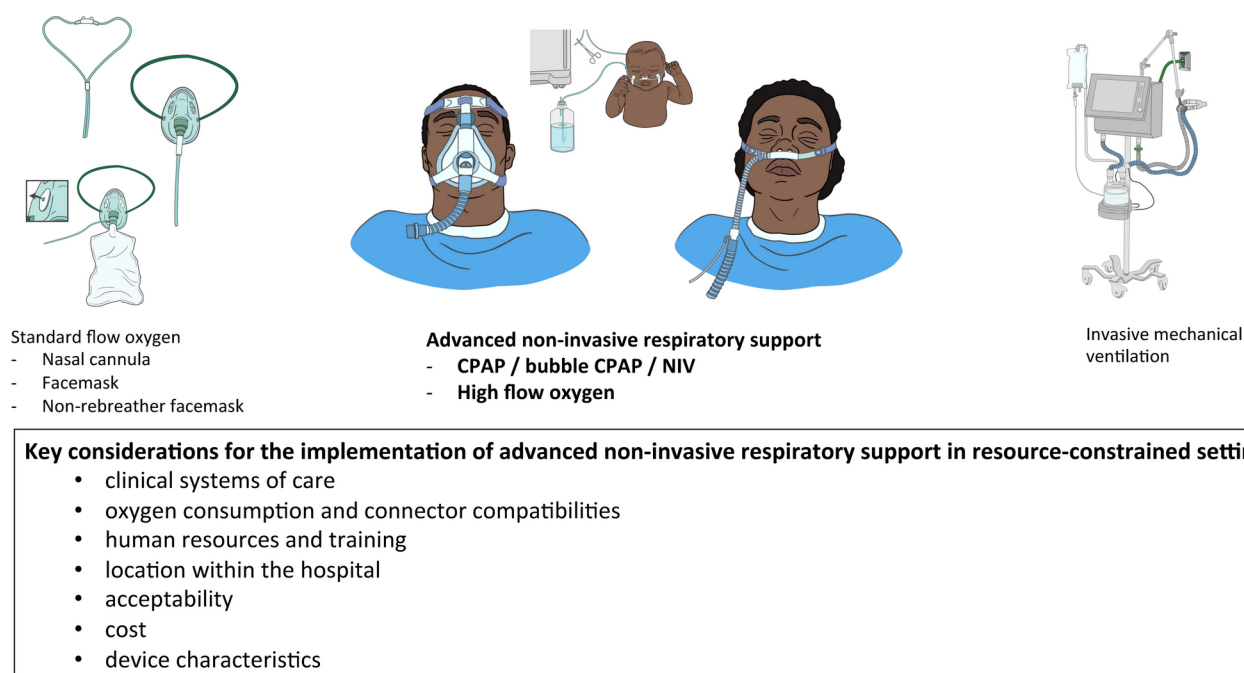 Standard flow oxygen
- Nasal cannula
- Facemask
- Non-rebreather facemask
Advanced non-invasive respiratory support
- CPAP / bubble CPAP / NIV
- High flow oxygen
Invasive mechanical
ventilation
Key considerations for the implementation of advanced non-invasive respiratory support in resource-constrained settin
• clinical systems of care
• oxygen consumption and connector compatibilities
• human resources and training
• location within the hospital
• acceptability
• cost
• device characteristics